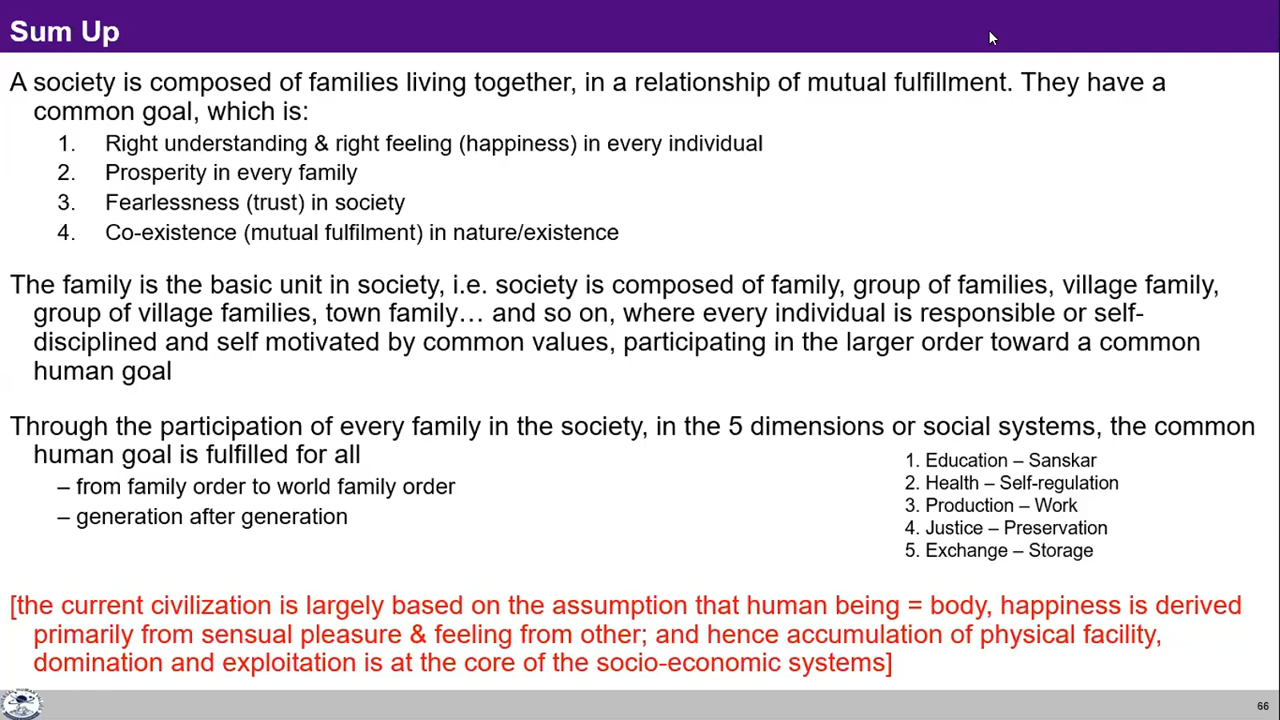 Sum Up
A society is composed of families living together, in a relationship of mutual fulfillment. They have a
common goal, which is:
1. Right understanding & right feeling (happiness) in every individual
2. Prosperity in every family
3. Fearlessness (trust) in society
4. Co-existence (mutual fulfilment) in nature/existence
The family is the basic unit in society, i.e. society is composed of family, group of families, village family,
group of village families, town family… and so on, where every individual is responsible or self-
disciplined and self motivated by common values, participating in the larger order toward a common
human goal
Through the participation of every family in the society, in the 5 dimensions or social systems, the common
human goal is fulfilled for all
– from family order to world family order
– generation after generation
1. Education – Sanskar
2. Health – Self-regulation
3. Production – Work
4. Justice – Preservation
5. Exchange – Storage
[the current civilization is largely based on the assumption that human being = body, happiness is derived
primarily from sensual pleasure & feeling from other; and hence accumulation of physical facility,
domination and exploitation is at the core of the socio-economic systems]
66